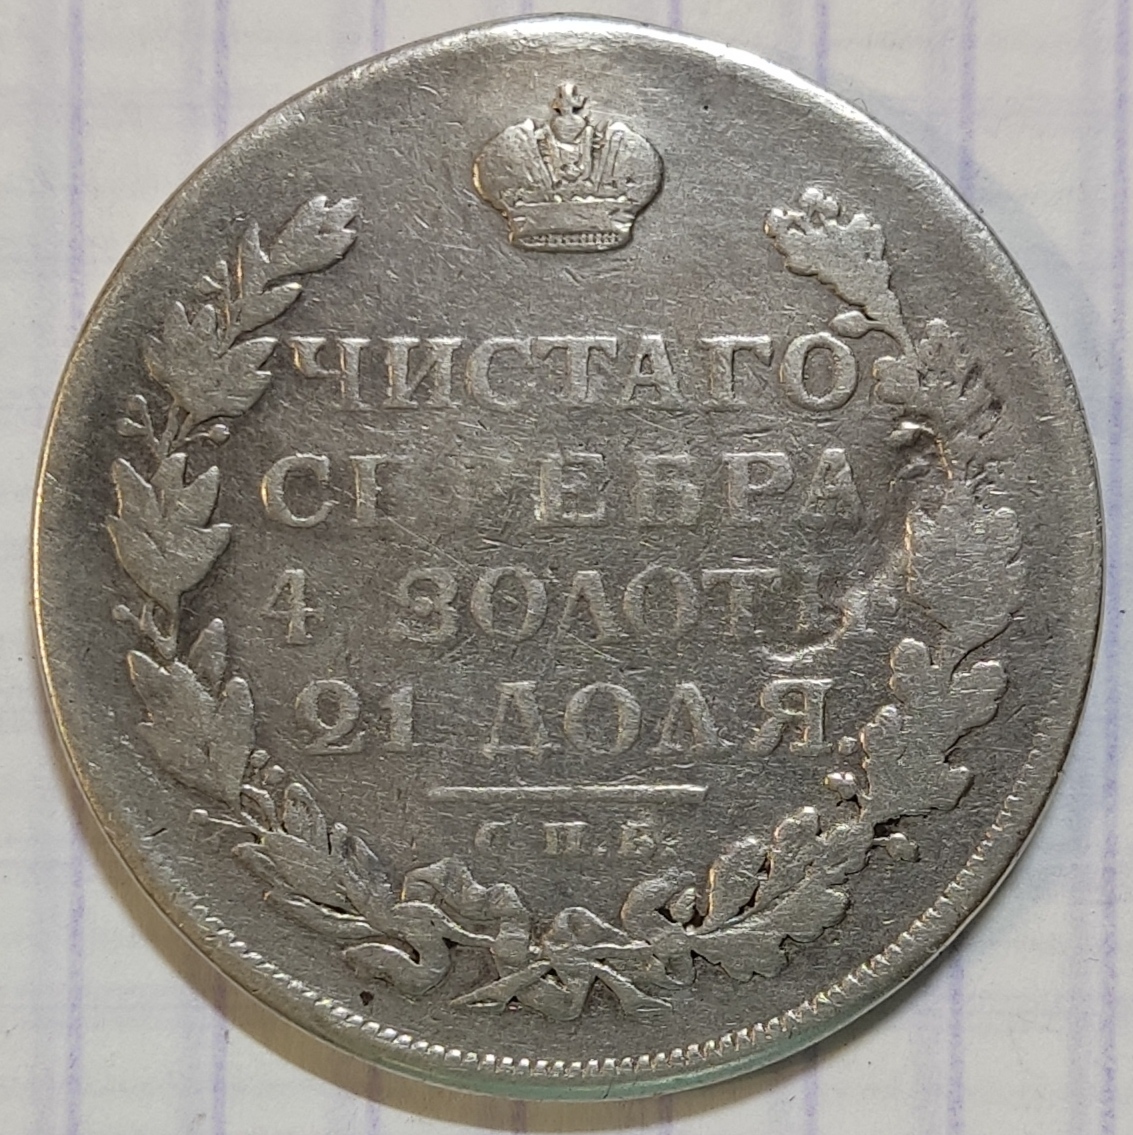 ЧИСТАГО
СЕРЕБРА
4 ЗОЛОТН.
21 ДОЛЯ
С.П.Б.